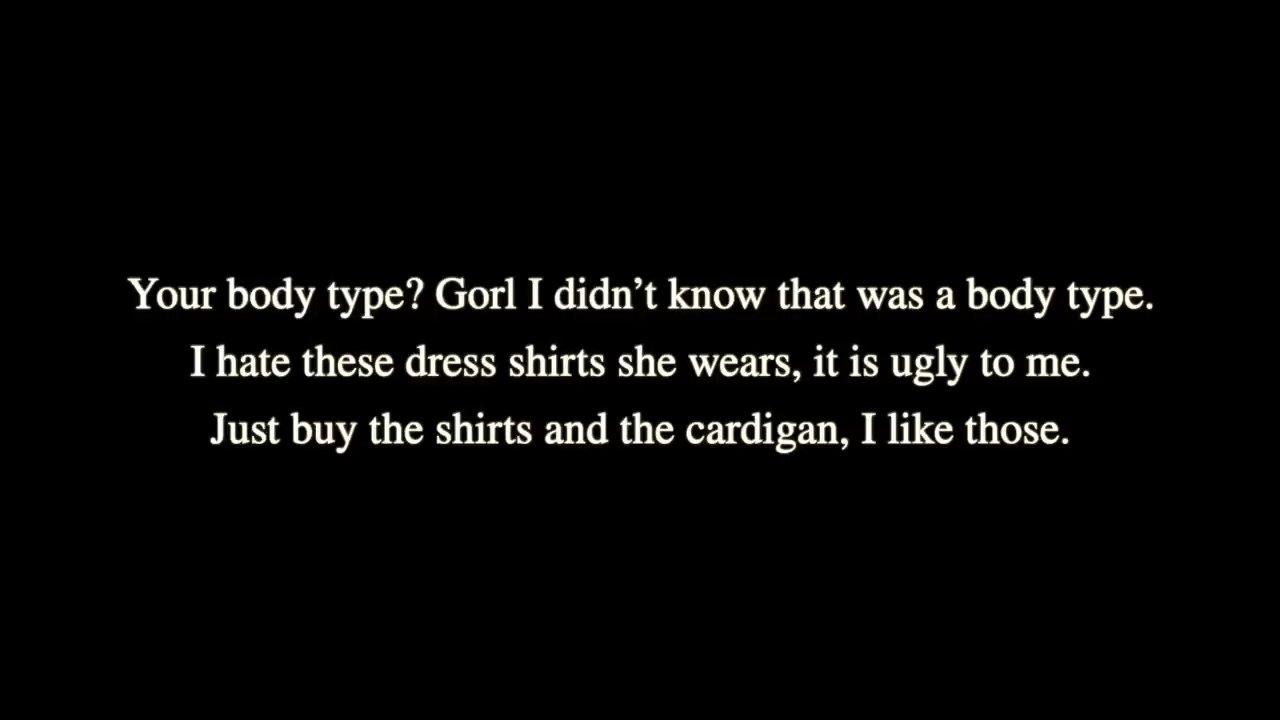 Your body type? Gorl I didn’t know that was a body type.
I hate these dress shirts she wears, it is ugly to me.
Just buy the shirts and the cardigan, I like those.